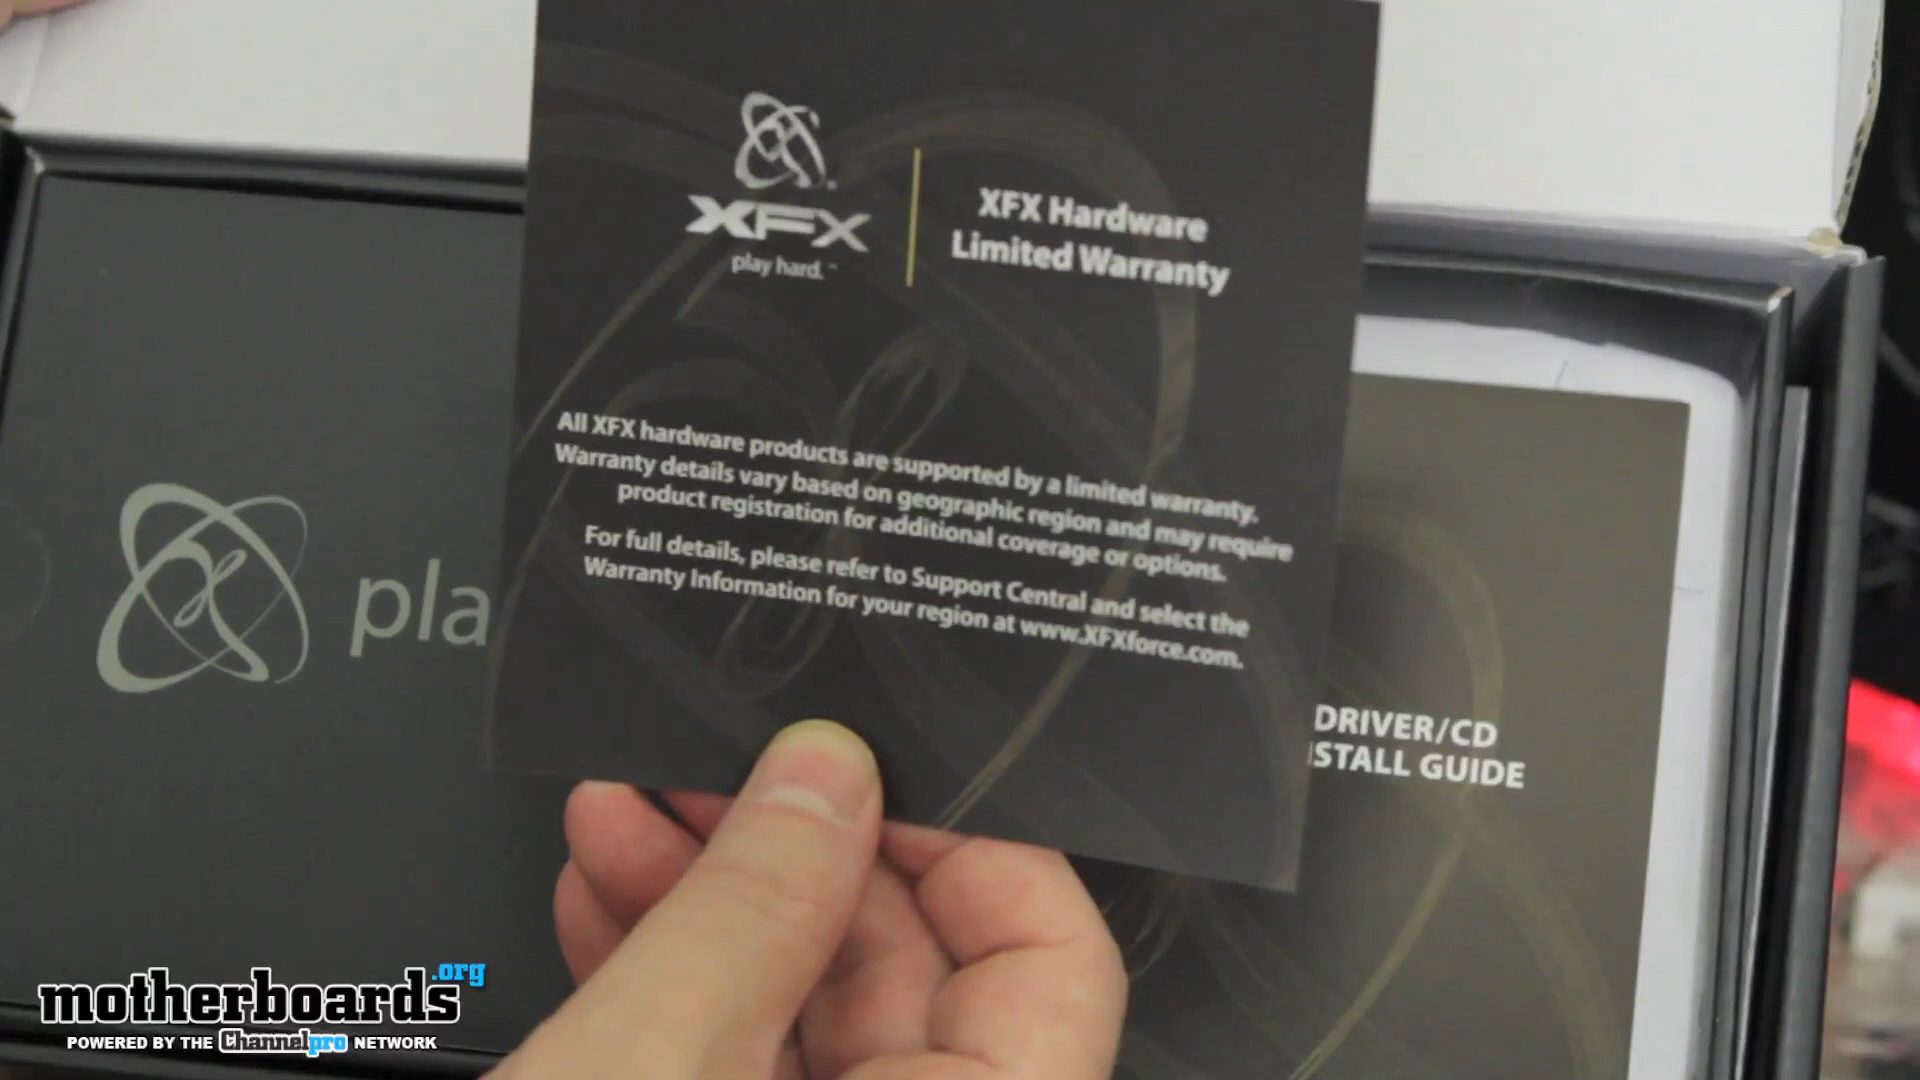 XFX
play hard.™
XFX Hardware
Limited Warranty
All XFX hardware products are supported by a limited warranty.
Warranty details vary based on geographic region and may require
product registration for additional coverage or options.
For full details, please refer to Support Central and select the
Warranty Information for your region at www.XFXforce.com.
pla
DRIVER/CD
STALL GUIDE
motherboards.org
POWERED BY THE Channelpro NETWORK